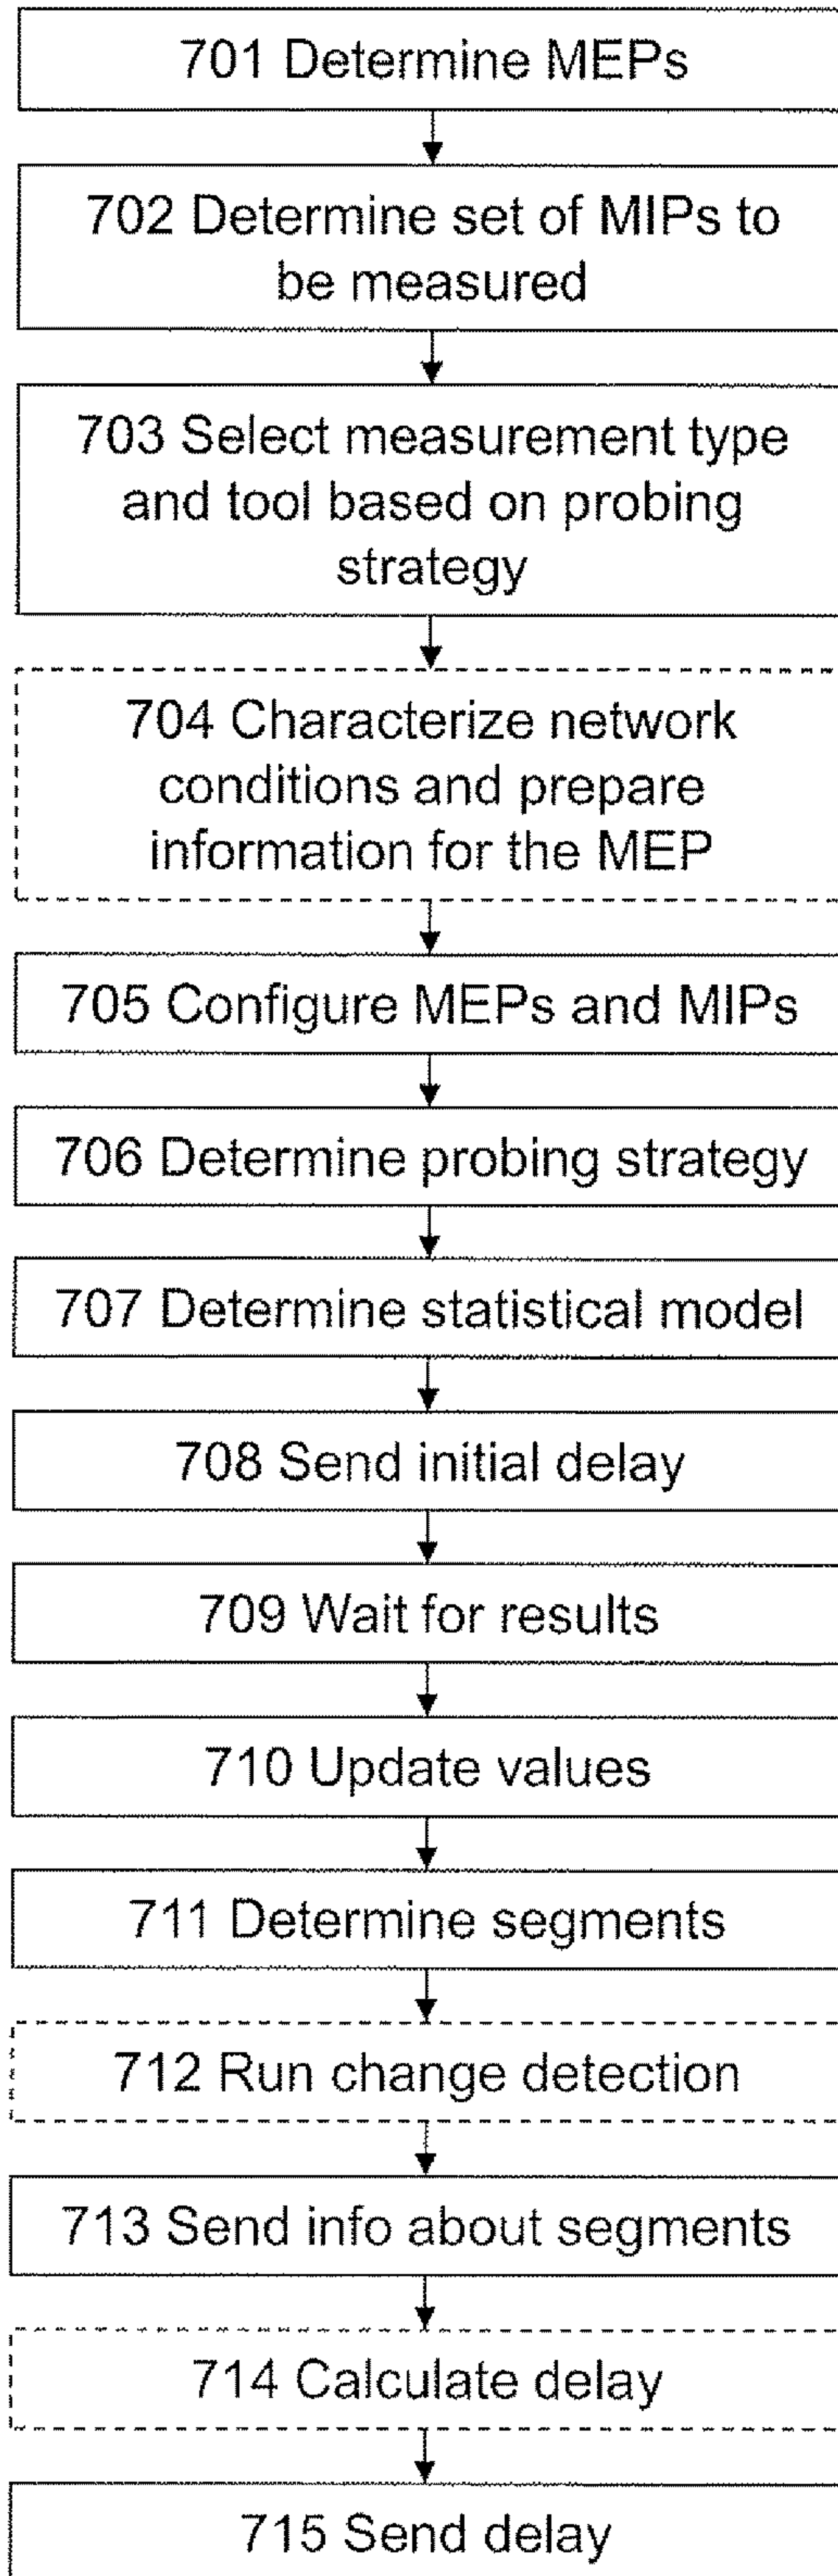 701 Determine MEPs
702 Determine set of MIPs to
be measured
703 Select measurement type
and tool based on probing
strategy
704 Characterize network
conditions and prepare
information for the MEP
705 Configure MEPs and MIPs
706 Determine probing strategy
707 Determine statistical model
708 Send initial delay
709 Wait for results
710 Update values
711 Determine segments
712 Run change detection
713 Send info about segments
714 Calculate delay
715 Send delay